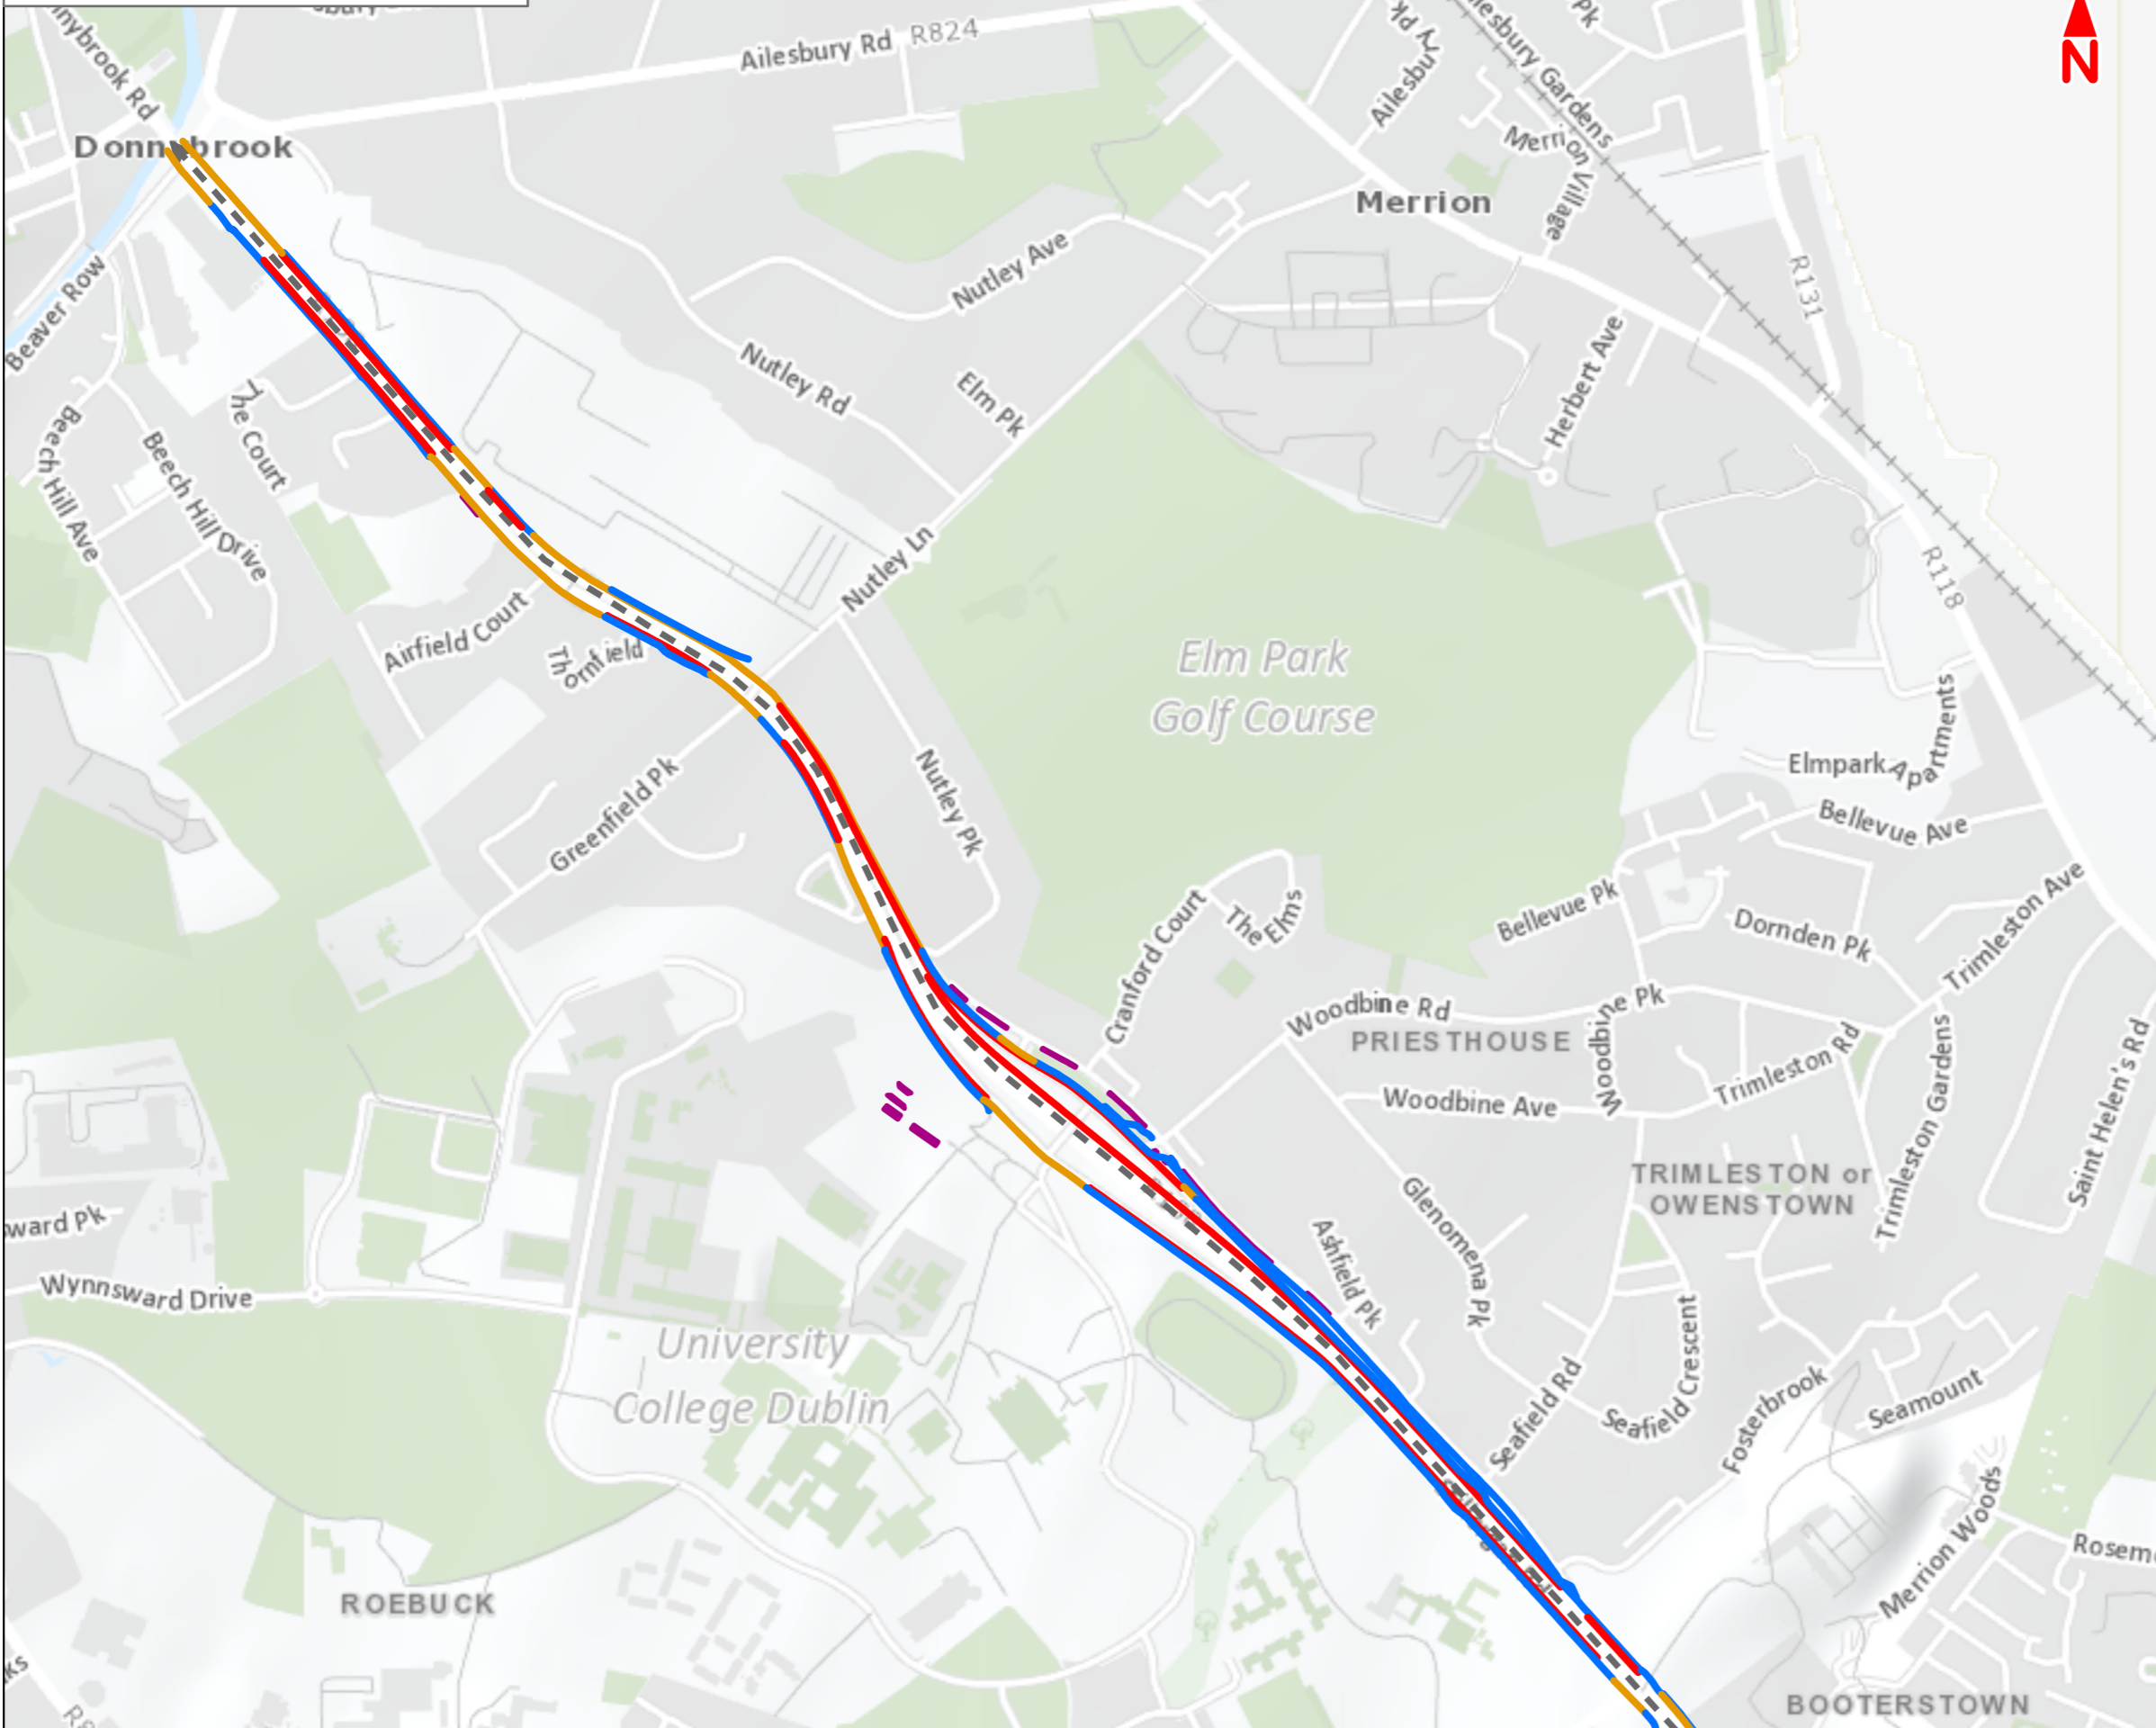 Ailesbury Rd R824
Ailesbury Gardens
N
Donnybrook
Merrion Village
Merrion
Nutley Ave
R131
Beaver Row
Nutley Rd
Elm Pk
Herbert Ave
The Court
Beech Hill Ave
Beech Hill Drive
Nutley Ln
R118
Airfield Court
Thornfield
Elm Park
Golf Course
Elmpark Apartments
Greenfield Pk
Nutley Pk
Bellevue Ave
Bellevue Pk
Cranford Court
The Elms
Dornden Pk
Trimleston Ave
Woodbine Rd
Woodbine Pk
PRIESTHOUSE
Trimleston Rd
Woodbine Ave
Trimleston Gardens
Saint Helen's Rd
TRIMLESTON or
OWENSTOWN
Glenomena Pk
Ashfield Pk
Wynnsward Drive
University
College Dublin
Seafield Rd
Seafield Crescent
Fosterbrook
Seamount
Merrion Woods
ROEBUCK
BOOTERSTOWN